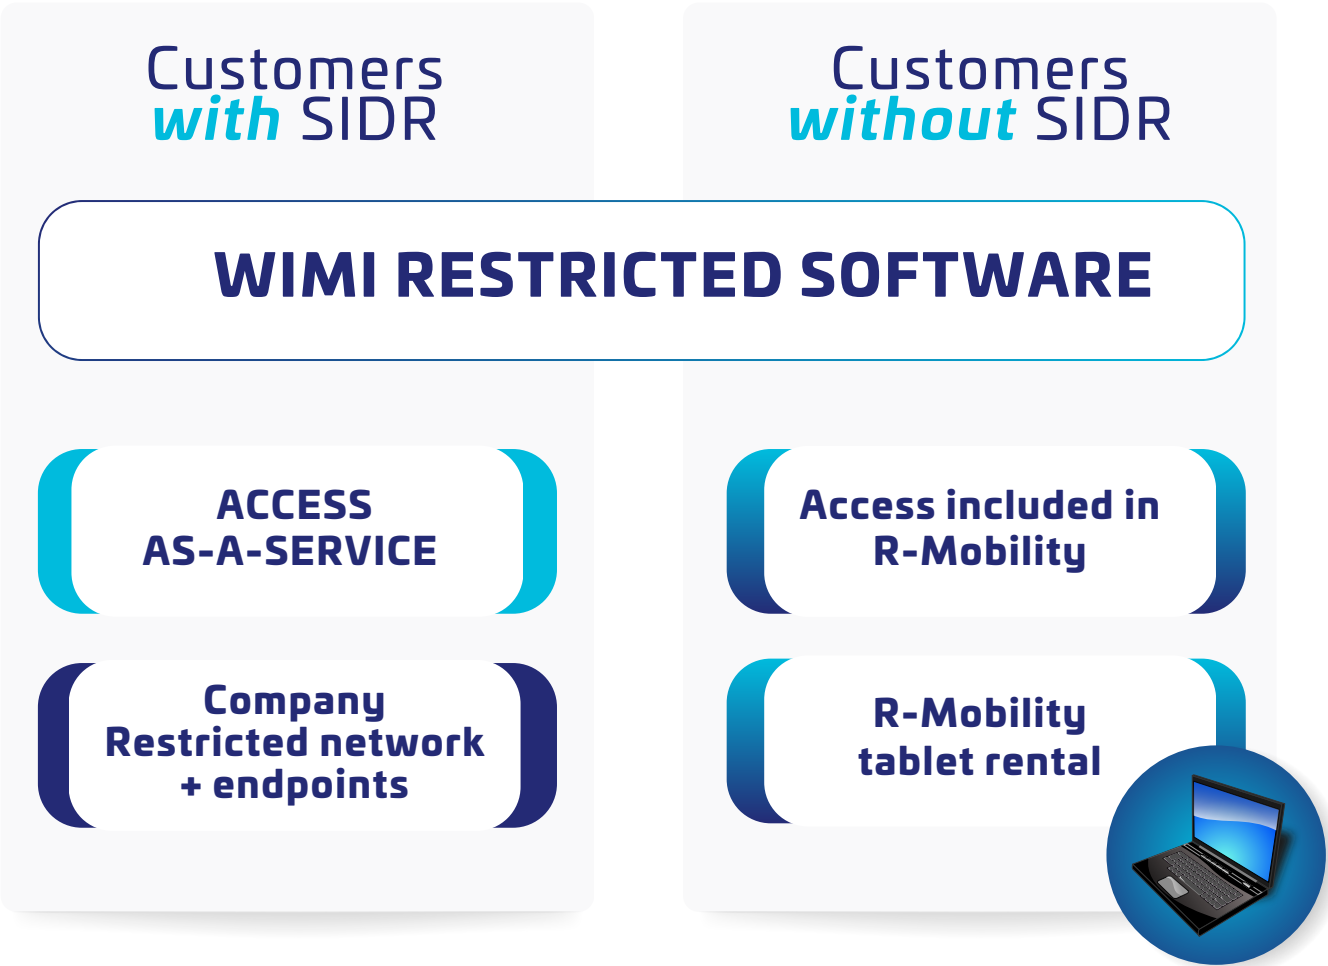 Customers
with SIDR
Customers
without SIDR
WIMI RESTRICTED SOFTWARE
ACCESS
AS-A-SERVICE
Access included in
R-Mobility
Company
Restricted network
+ endpoints
R-Mobility
tablet rental